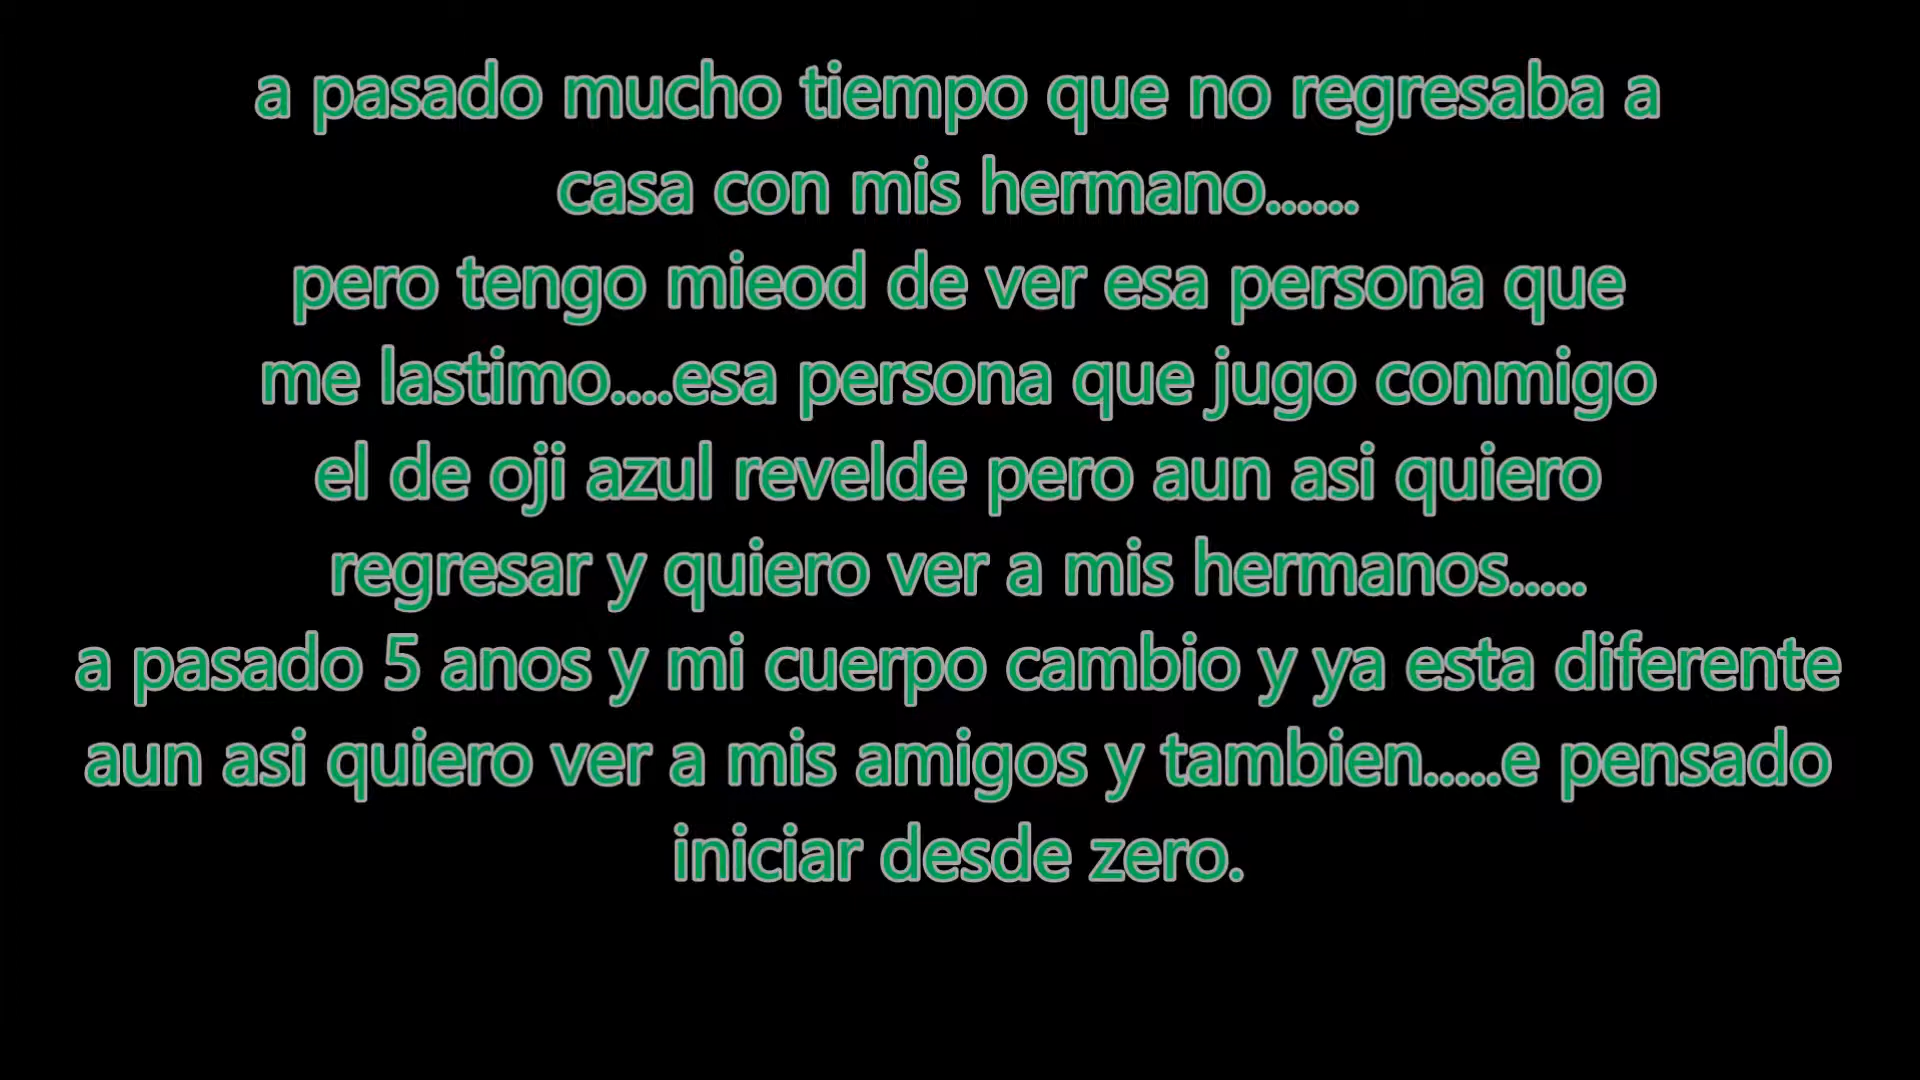 a pasado mucho tiempo que no regresaba a
casa con mis hermano......
pero tengo mieod de ver esa persona que
me lastimo....esa persona que jugo conmigo
el de oji azul revelde pero aun asi quiero
regresar y quiero ver a mis hermanos.....
a pasado 5 anos y mi cuerpo cambio y ya esta diferente
aun asi quiero ver a mis amigos y tambien.....e pensado
iniciar desde zero.